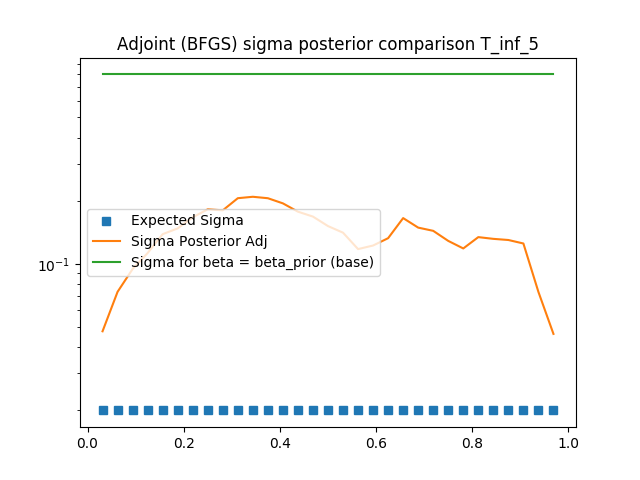 Adjoint (BFGS) sigma posterior comparison T_inf_5
Expected Sigma
Sigma Posterior Adj
Sigma for beta = beta_prior (base)
10⁻¹
0.0 0.2 0.4 0.6 0.8 1.0